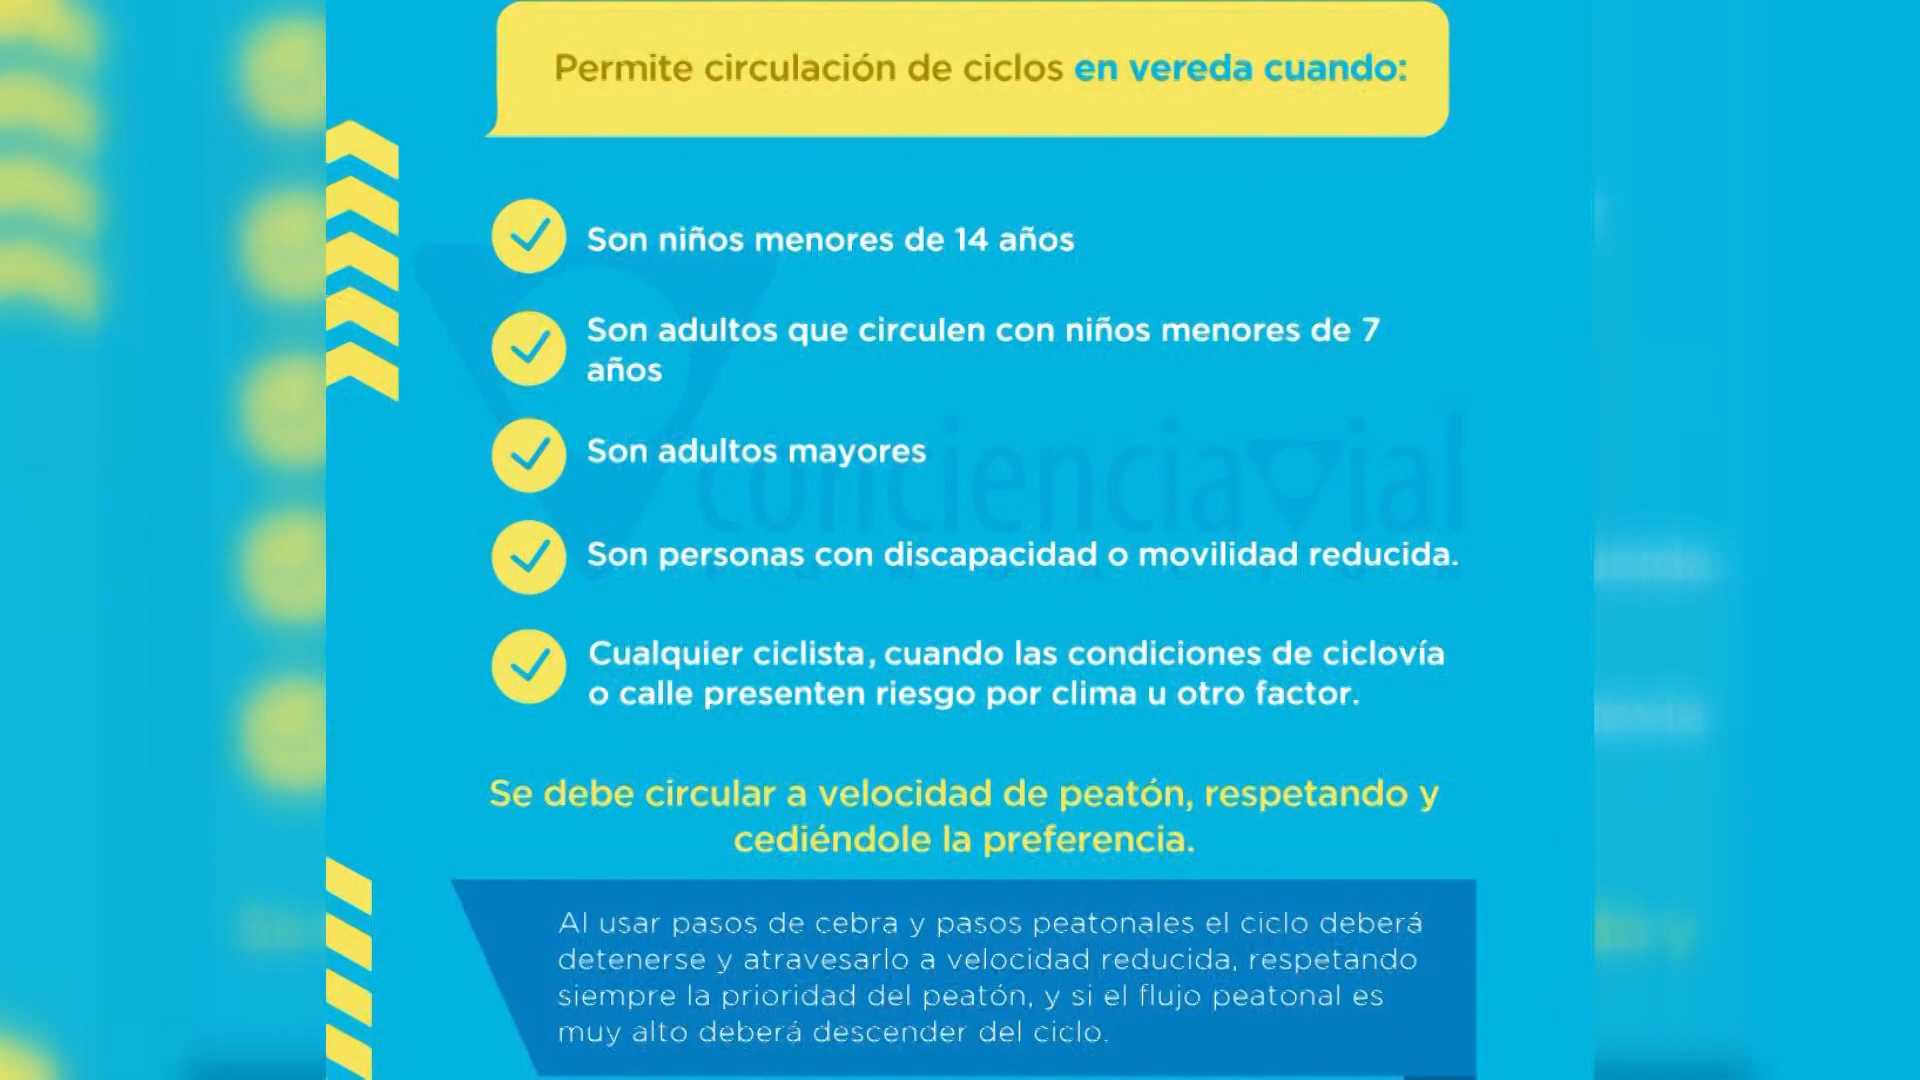 Permite circulación de ciclos en vereda cuando:
Son niños menores de 14 años
Son adultos que circulen con niños menores de 7
años
Son adultos mayores
concienciavial
Son personas con discapacidad o movilidad reducida.
Cualquier ciclista, cuando las condiciones de ciclovía
o calle presenten riesgo por clima u otro factor.
Se debe circular a velocidad de peatón, respetando y
cediéndole la preferencia.
Al usar pasos de cebra y pasos peatonales el ciclo deberá
detenerse y atravesarlo a velocidad reducida, respetando
siempre la prioridad del peatón, y si el flujo peatonal es
muy alto deberá descender del ciclo.